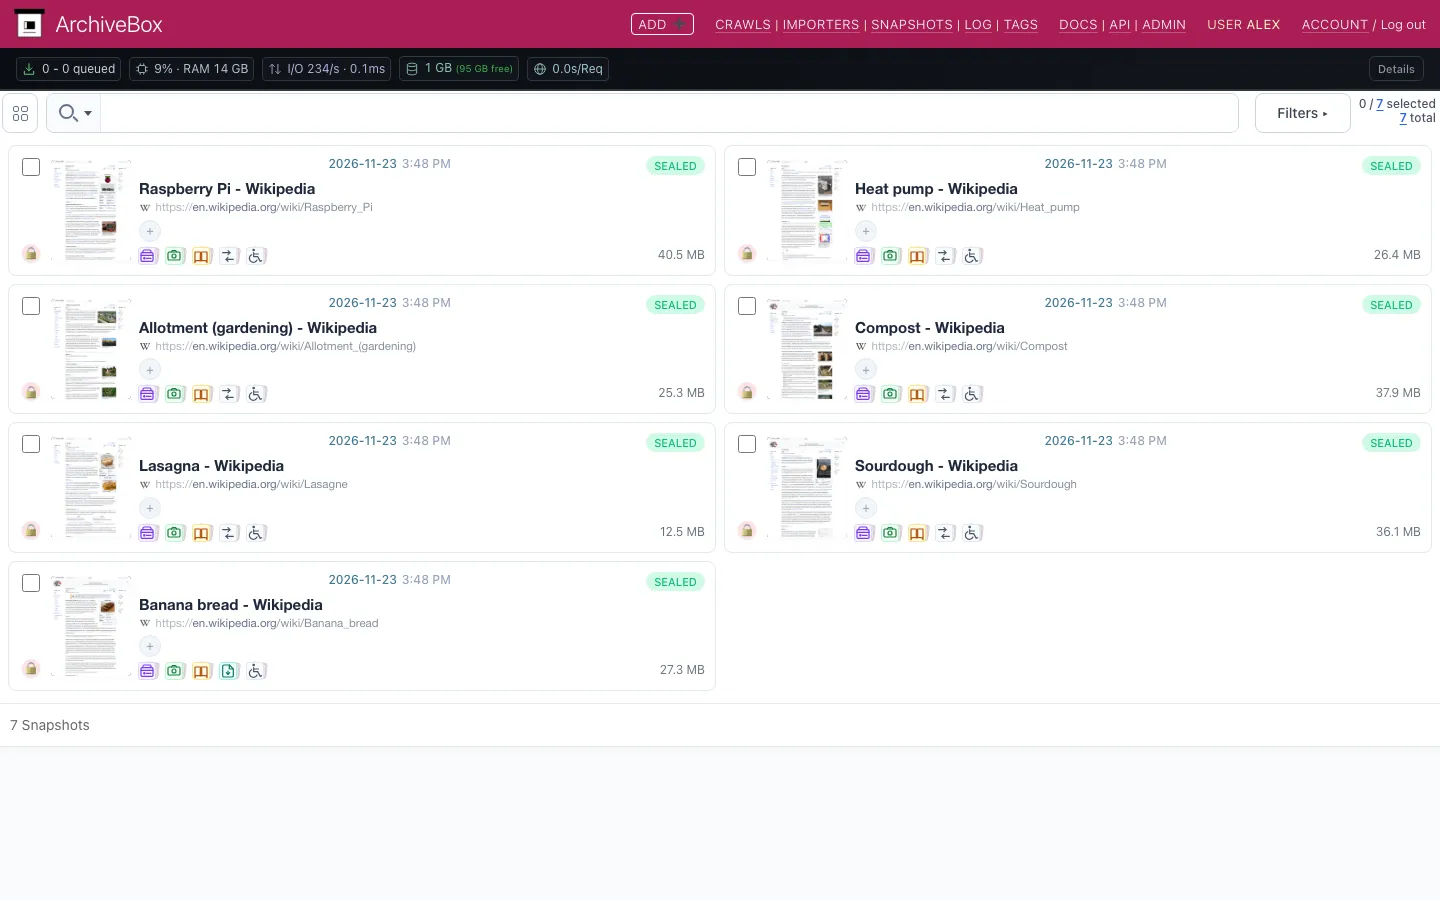 ArchiveBox
ADD +
CRAWLS | IMPORTERS | SNAPSHOTS | LOG | TAGS
DOCS | API | ADMIN
USER ALEX
ACCOUNT / Log out
0 - 0 queued
9% · RAM 14 GB
I/O 234/s · 0.1ms
1 GB (95 GB free)
0.0s/Req
Details
Filters ▸
0 / 7 selected
7 total
2026-11-23 3:48 PM
SEALED
Raspberry Pi - Wikipedia
W https://en.wikipedia.org/wiki/Raspberry_Pi
+
40.5 MB
2026-11-23 3:48 PM
SEALED
Heat pump - Wikipedia
W https://en.wikipedia.org/wiki/Heat_pump
+
26.4 MB
2026-11-23 3:48 PM
SEALED
Allotment (gardening) - Wikipedia
W https://en.wikipedia.org/wiki/Allotment_(gardening)
+
25.3 MB
2026-11-23 3:48 PM
SEALED
Compost - Wikipedia
W https://en.wikipedia.org/wiki/Compost
+
37.9 MB
2026-11-23 3:48 PM
SEALED
Lasagna - Wikipedia
W https://en.wikipedia.org/wiki/Lasagne
+
12.5 MB
2026-11-23 3:48 PM
SEALED
Sourdough - Wikipedia
W https://en.wikipedia.org/wiki/Sourdough
+
36.1 MB
2026-11-23 3:48 PM
SEALED
Banana bread - Wikipedia
W https://en.wikipedia.org/wiki/Banana_bread
+
27.3 MB
7 Snapshots